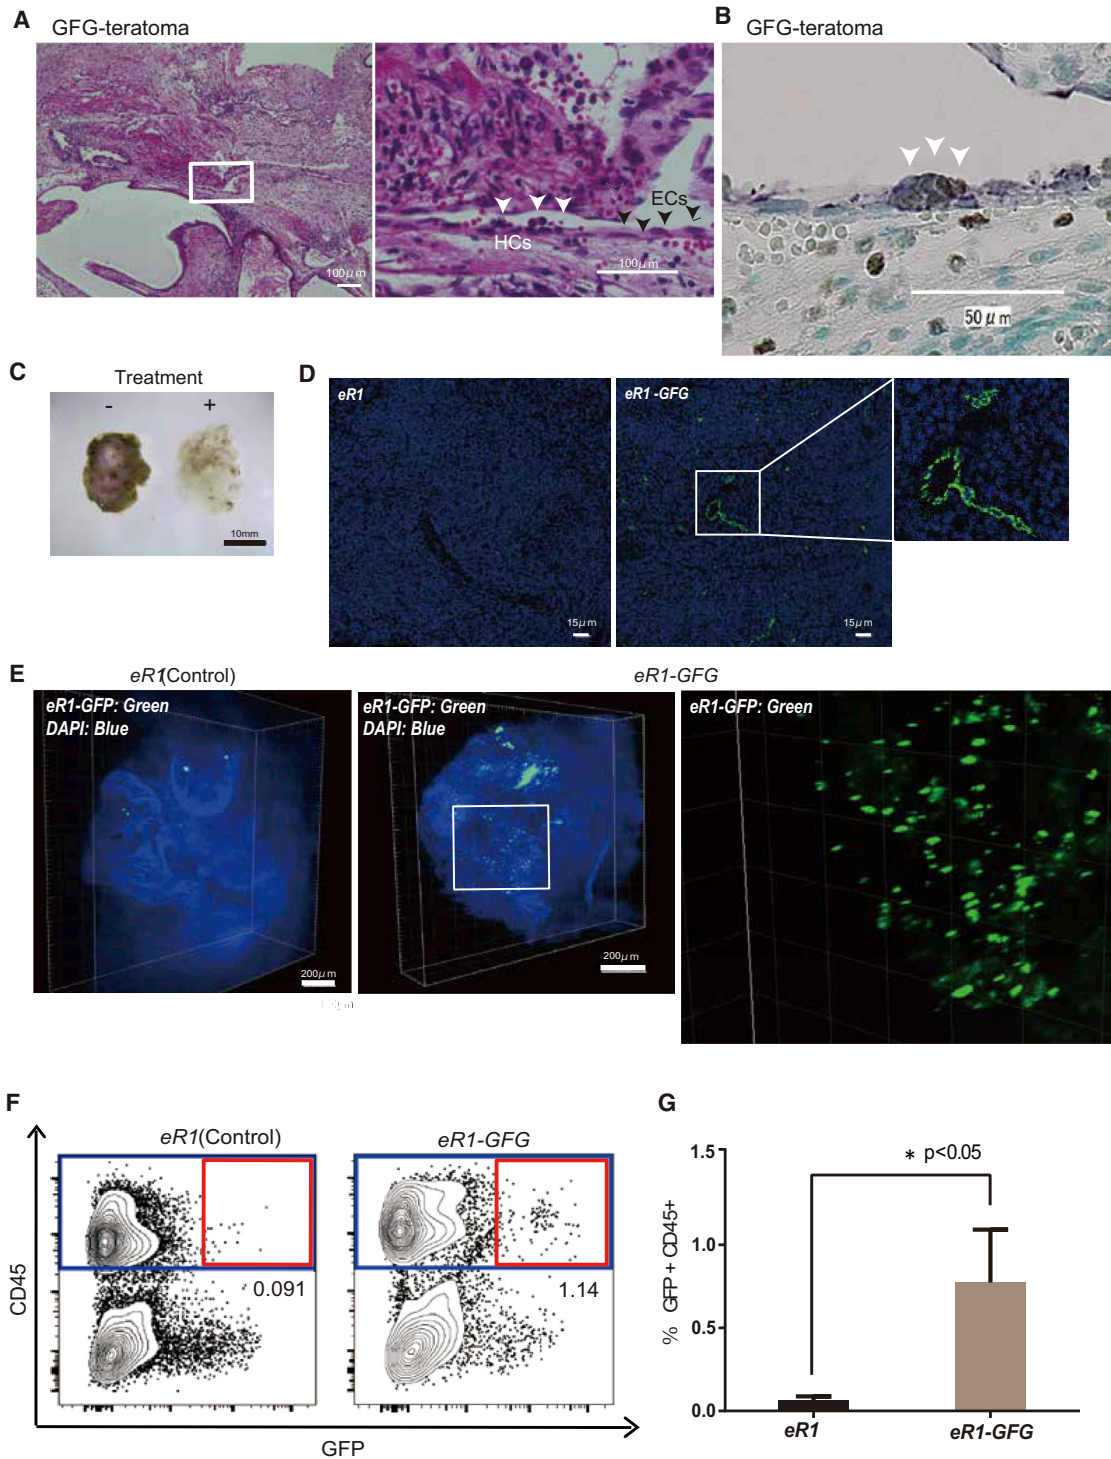 A
GFG-teratoma
100μm
HCs
ECs
100μm
B
GFG-teratoma
50 μm
C
Treatment
- +
10mm
D
eR1
15μm
eR1 -GFG
15μm
E
eR1(Control)
eR1-GFP: Green
DAPI: Blue
200μm
eR1-GFG
eR1-GFP: Green
DAPI: Blue
200μm
eR1-GFP: Green
F
eR1(Control)
eR1-GFG
CD45
0.091
1.14
GFP
G
* p<0.05
% GFP + CD45+
1.5
1.0
0.5
0.0
eR1
eR1-GFG